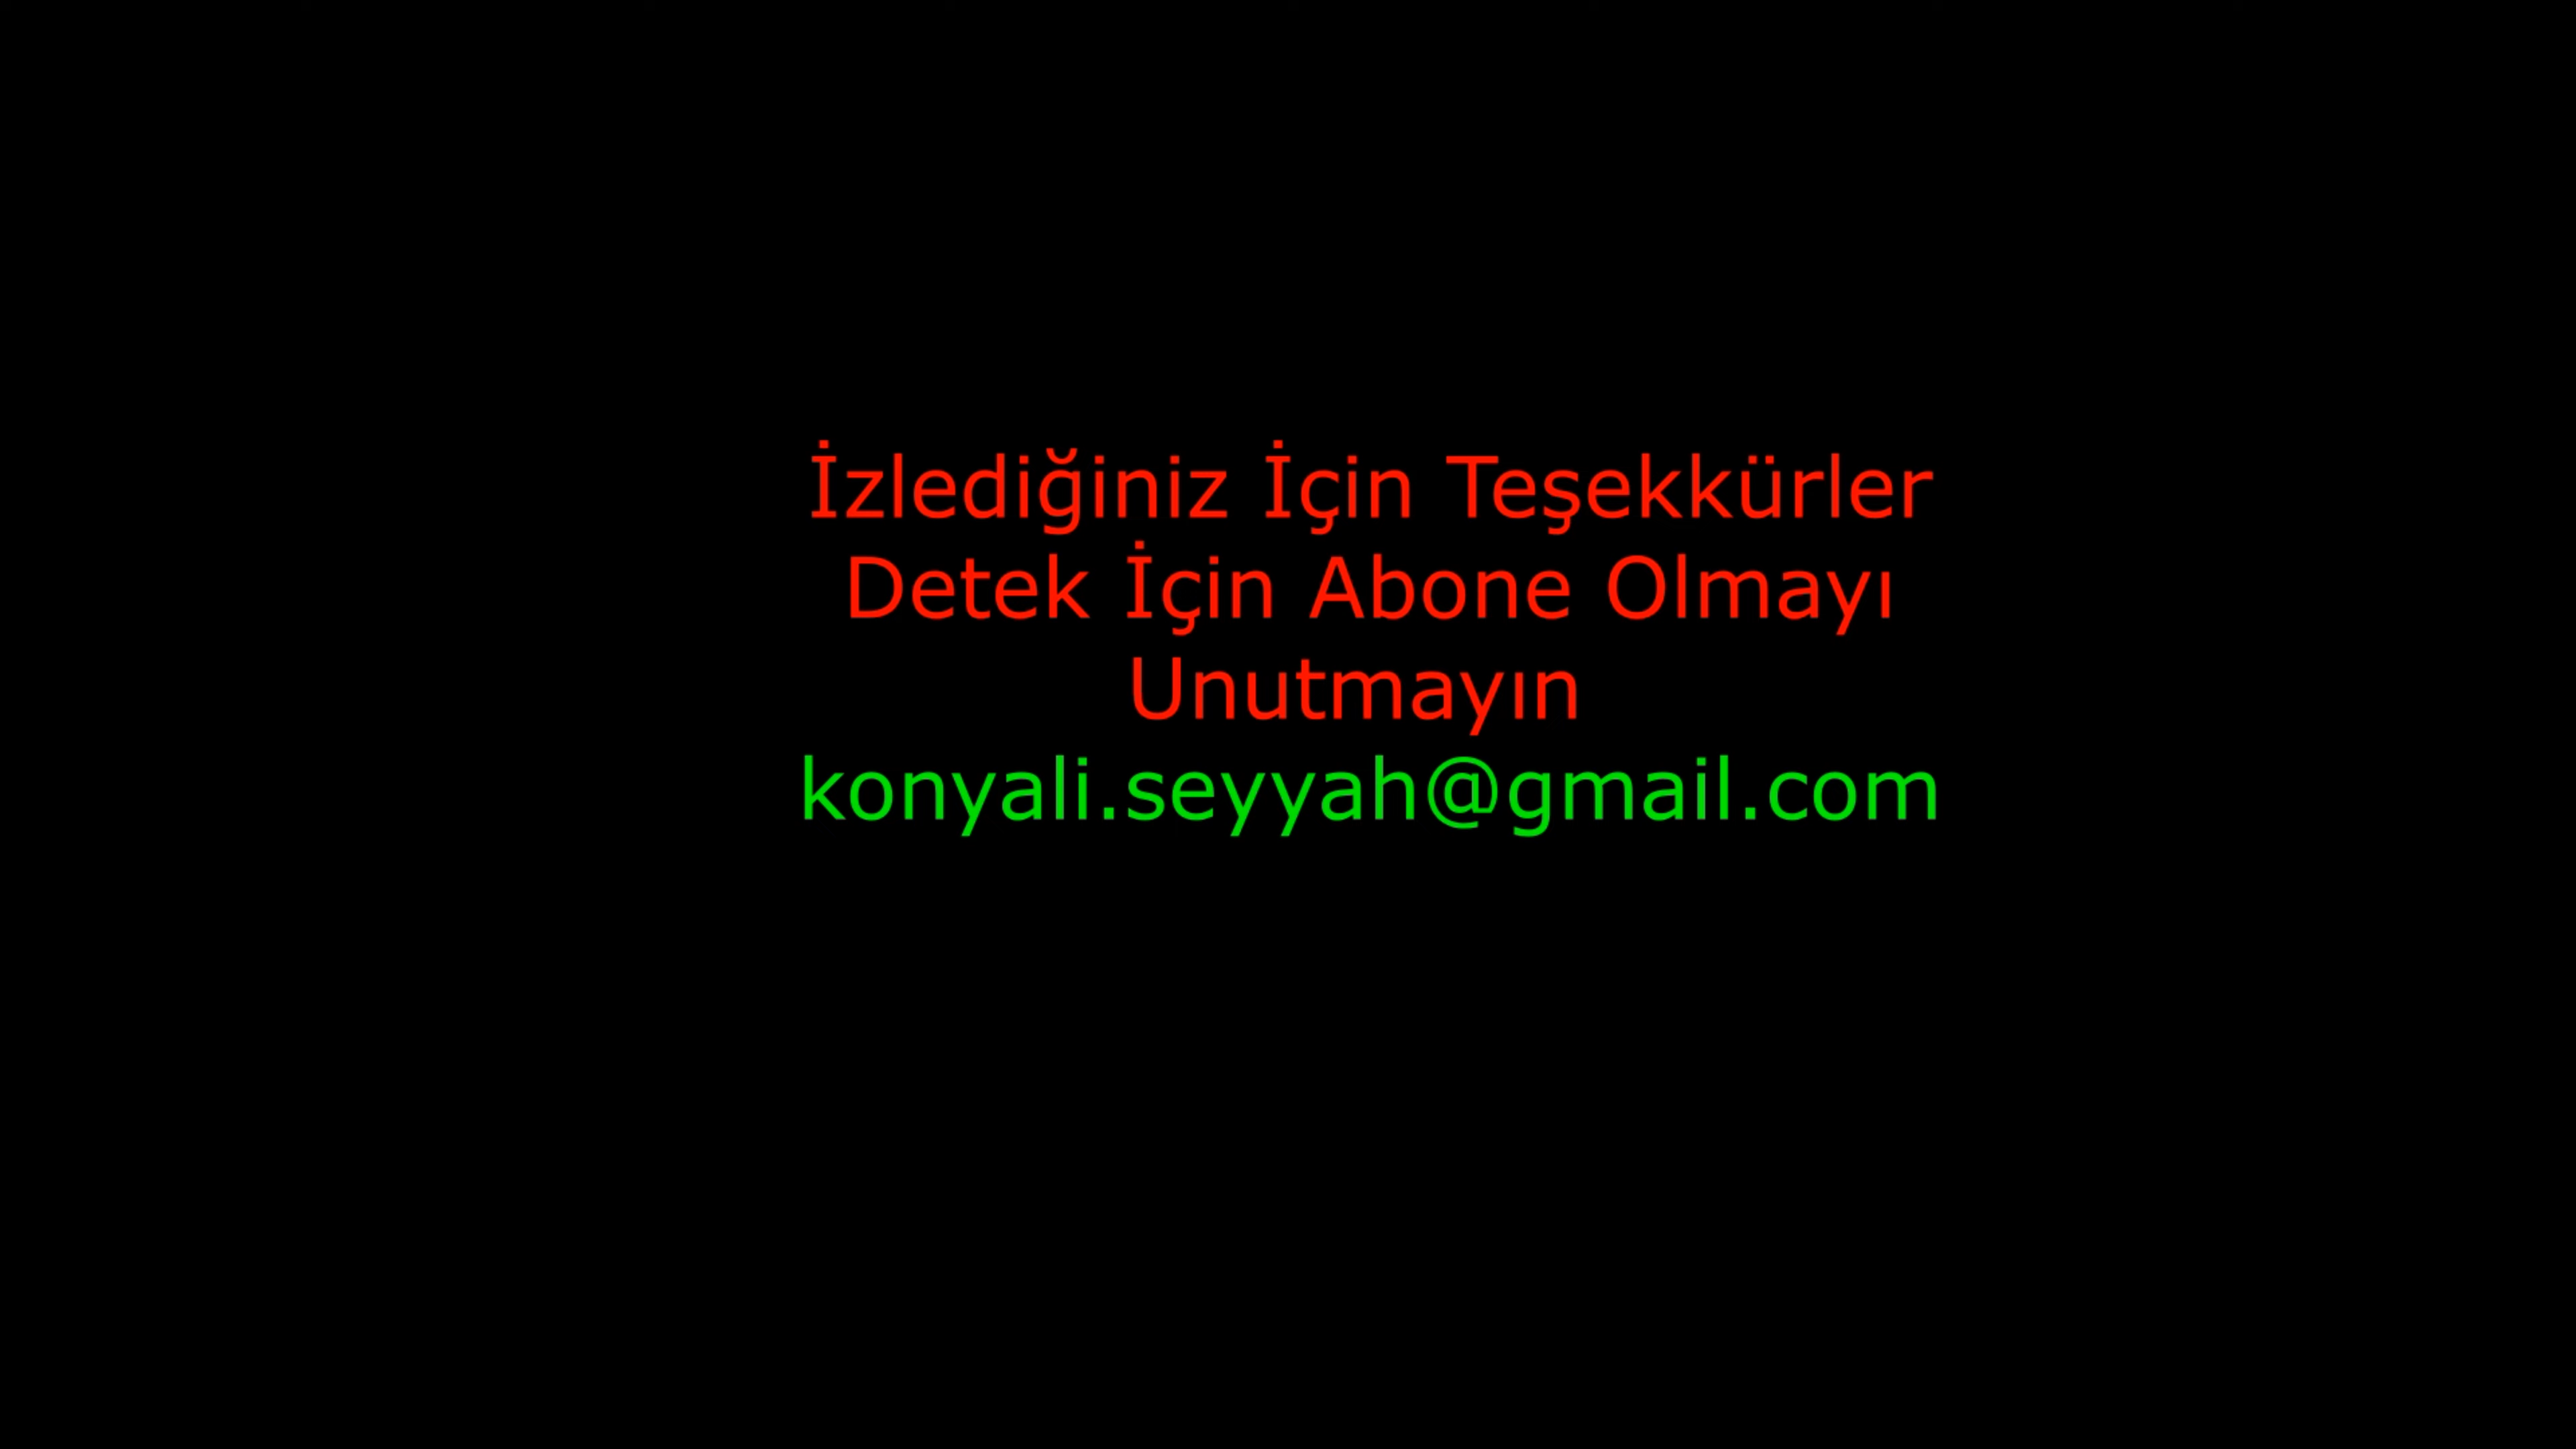 İzlediğiniz İçin Teşekkürler
Detek İçin Abone Olmayı
Unutmayın
konyali.seyyah@gmail.com